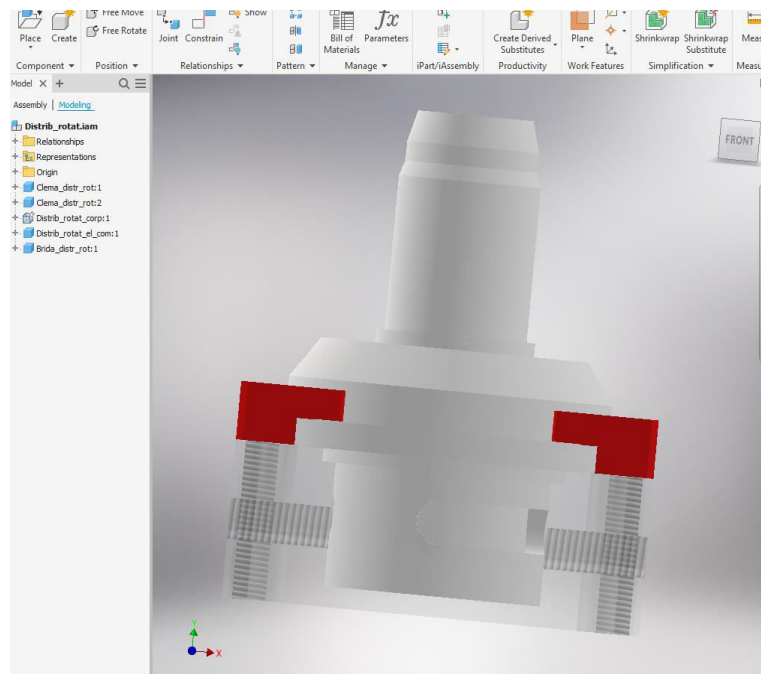 Free Move
Show
Free Rotate
Place Create
Joint Constrain
Bill of
Materials
fx
Parameters
Create Derived
Substitutes
Plane
Shrinkwrap Shrinkwrap
Substitute
Component Position Relationships Pattern Manage iPart/iAssembly Productivity Work Features Simplification
Model
Assembly | Modeling
Distrib_rotat.iam
Relationships
Representations
Origin
Clema_distr_rot:1
Clema_distr_rot:2
Distrib_rotat_corp:1
Distrib_rotat_el_com:1
Brida_distr_rot:1
FRONT
Y
X